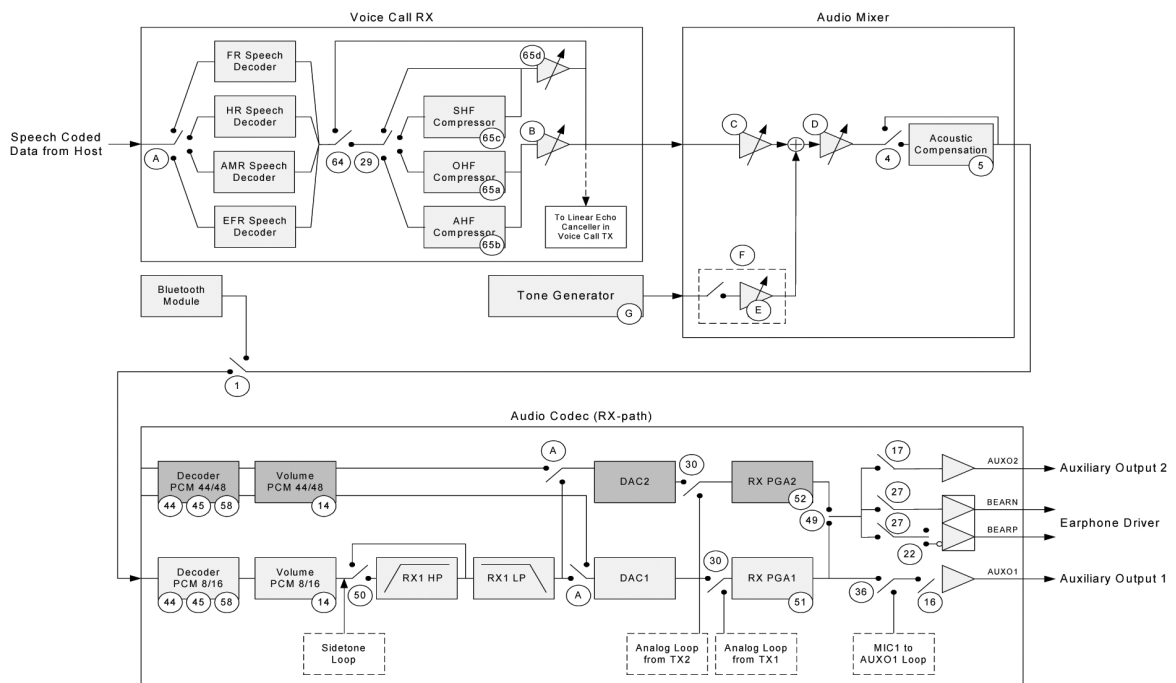 Voice Call RX
Audio Mixer
FR Speech
Decoder
HR Speech
Decoder
AMR Speech
Decoder
EFR Speech
Decoder
Speech Coded
Data from Host
A
64
29
SHF
Compressor
65c
OHF
Compressor
65a
AHF
Compressor
65b
65d
B
To Linear Echo
Canceller in
Voice Call TX
C
D
4
Acoustic
Compensation
5
F
E
Bluetooth
Module
Tone Generator
G
1
Audio Codec (RX-path)
Decoder
PCM 44/48
44
45
58
Volume
PCM 44/48
14
A
DAC2
30
RX PGA2
52
49
17
AUXO2
Auxiliary Output 2
27
BEARN
27
BEARP
22
Earphone Driver
Decoder
PCM 8/16
44
45
58
Volume
PCM 8/16
14
50
RX1 HP
RX1 LP
A
DAC1
30
RX PGA1
51
36
16
AUXO1
Auxiliary Output 1
Sidetone
Loop
Analog Loop
from TX2
Analog Loop
from TX1
MIC1 to
AUXO1 Loop